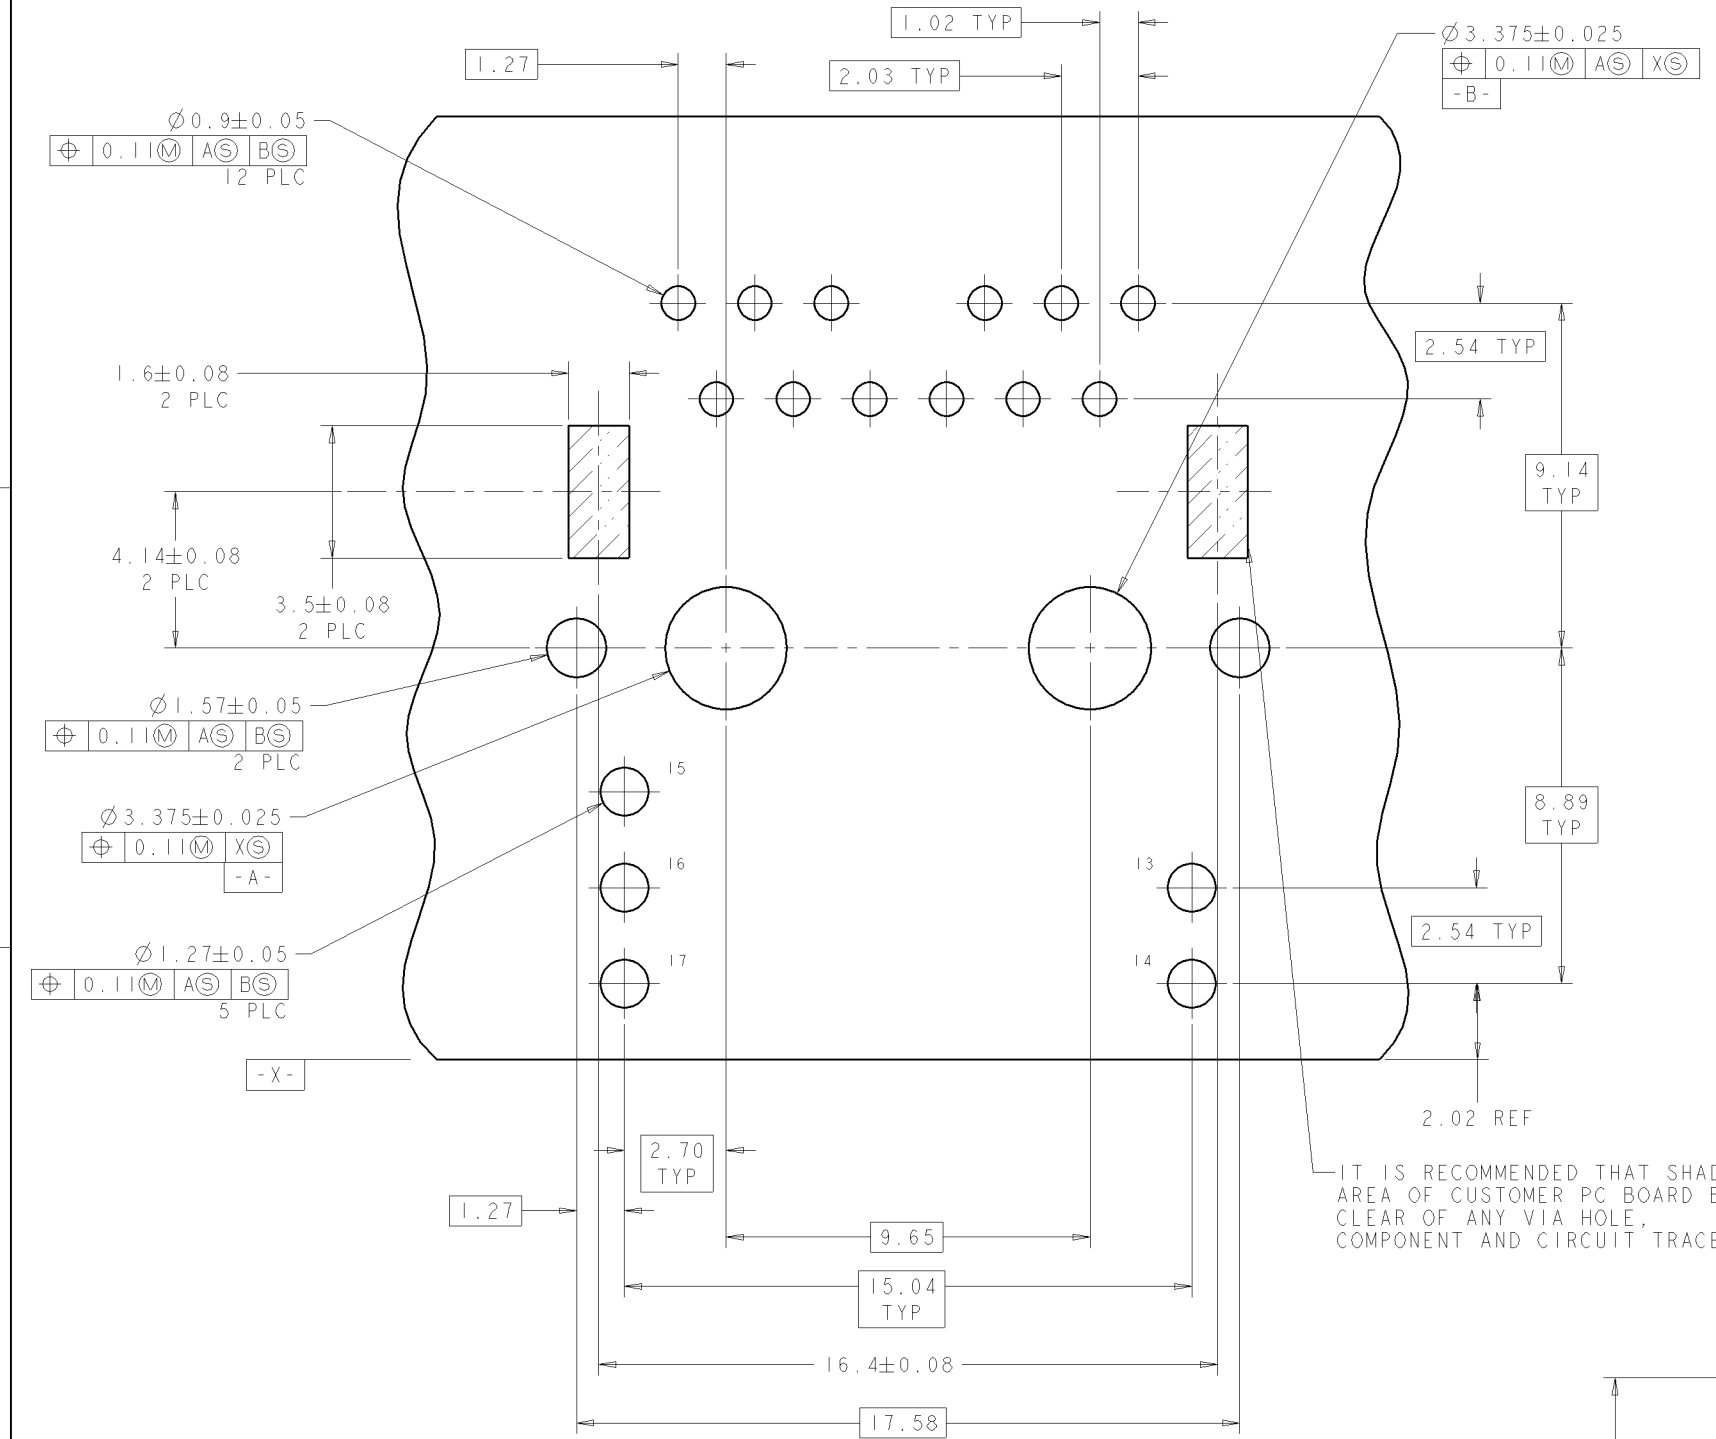 1.02 TYP
Ø3.375±0.025
⌖ 0.11Ⓜ AⓈ XⓈ
-B-
1.27
2.03 TYP
Ø0.9±0.05
⌖ 0.11Ⓜ AⓈ BⓈ
12 PLC
2.54 TYP
1.6±0.08
2 PLC
9.14
TYP
4.14±0.08
2 PLC
3.5±0.08
2 PLC
Ø1.57±0.05
⌖ 0.11Ⓜ AⓈ BⓈ
2 PLC
15
Ø3.375±0.025
⌖ 0.11Ⓜ XⓈ
-A-
8.89
TYP
16
13
2.54 TYP
Ø1.27±0.05
⌖ 0.11Ⓜ AⓈ BⓈ
5 PLC
17
14
-X-
2.02 REF
2.70
TYP
IT IS RECOMMENDED THAT
AREA OF CUSTOMER PC BOARD
CLEAR OF ANY VIA HOLE,
COMPONENT AND CIRCUIT TRACE
1.27
9.65
15.04
TYP
16.4±0.08
17.58